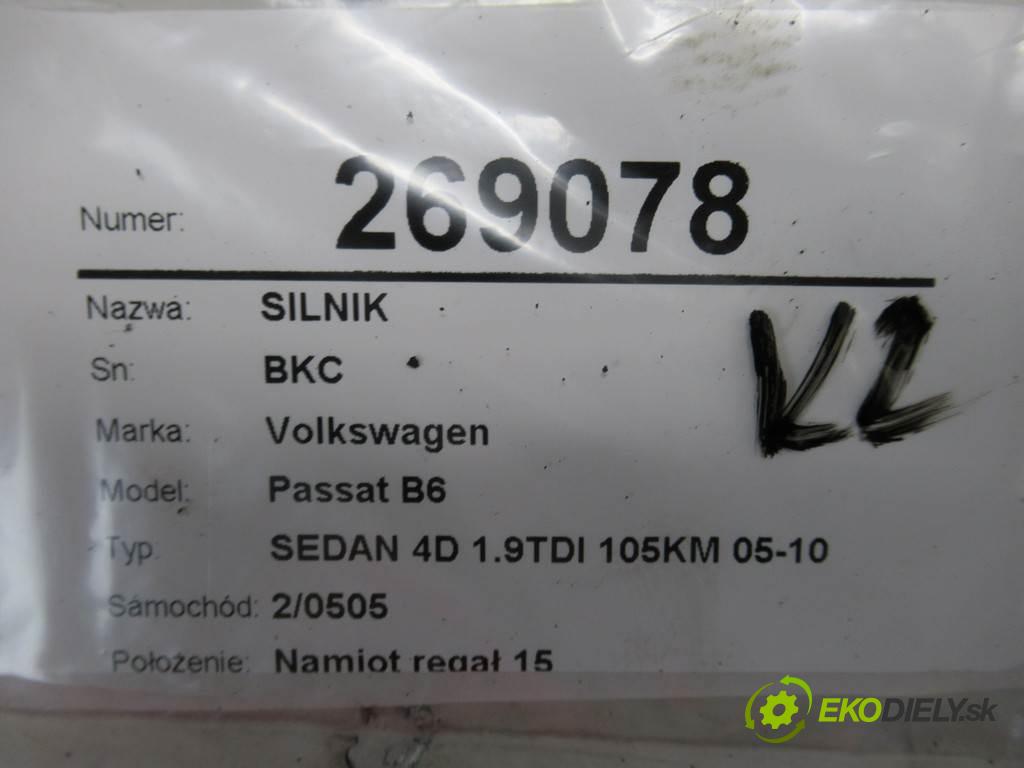 Numer: 269078
Nazwa: SILNIK
Sn: BKC
Marka: Volkswagen
Model: Passat B6
Typ: SEDAN 4D 1.9TDI 105KM 05-10
Samochód: 2/0505
Położenie: Namiot regał 15
EKODIELY.sk